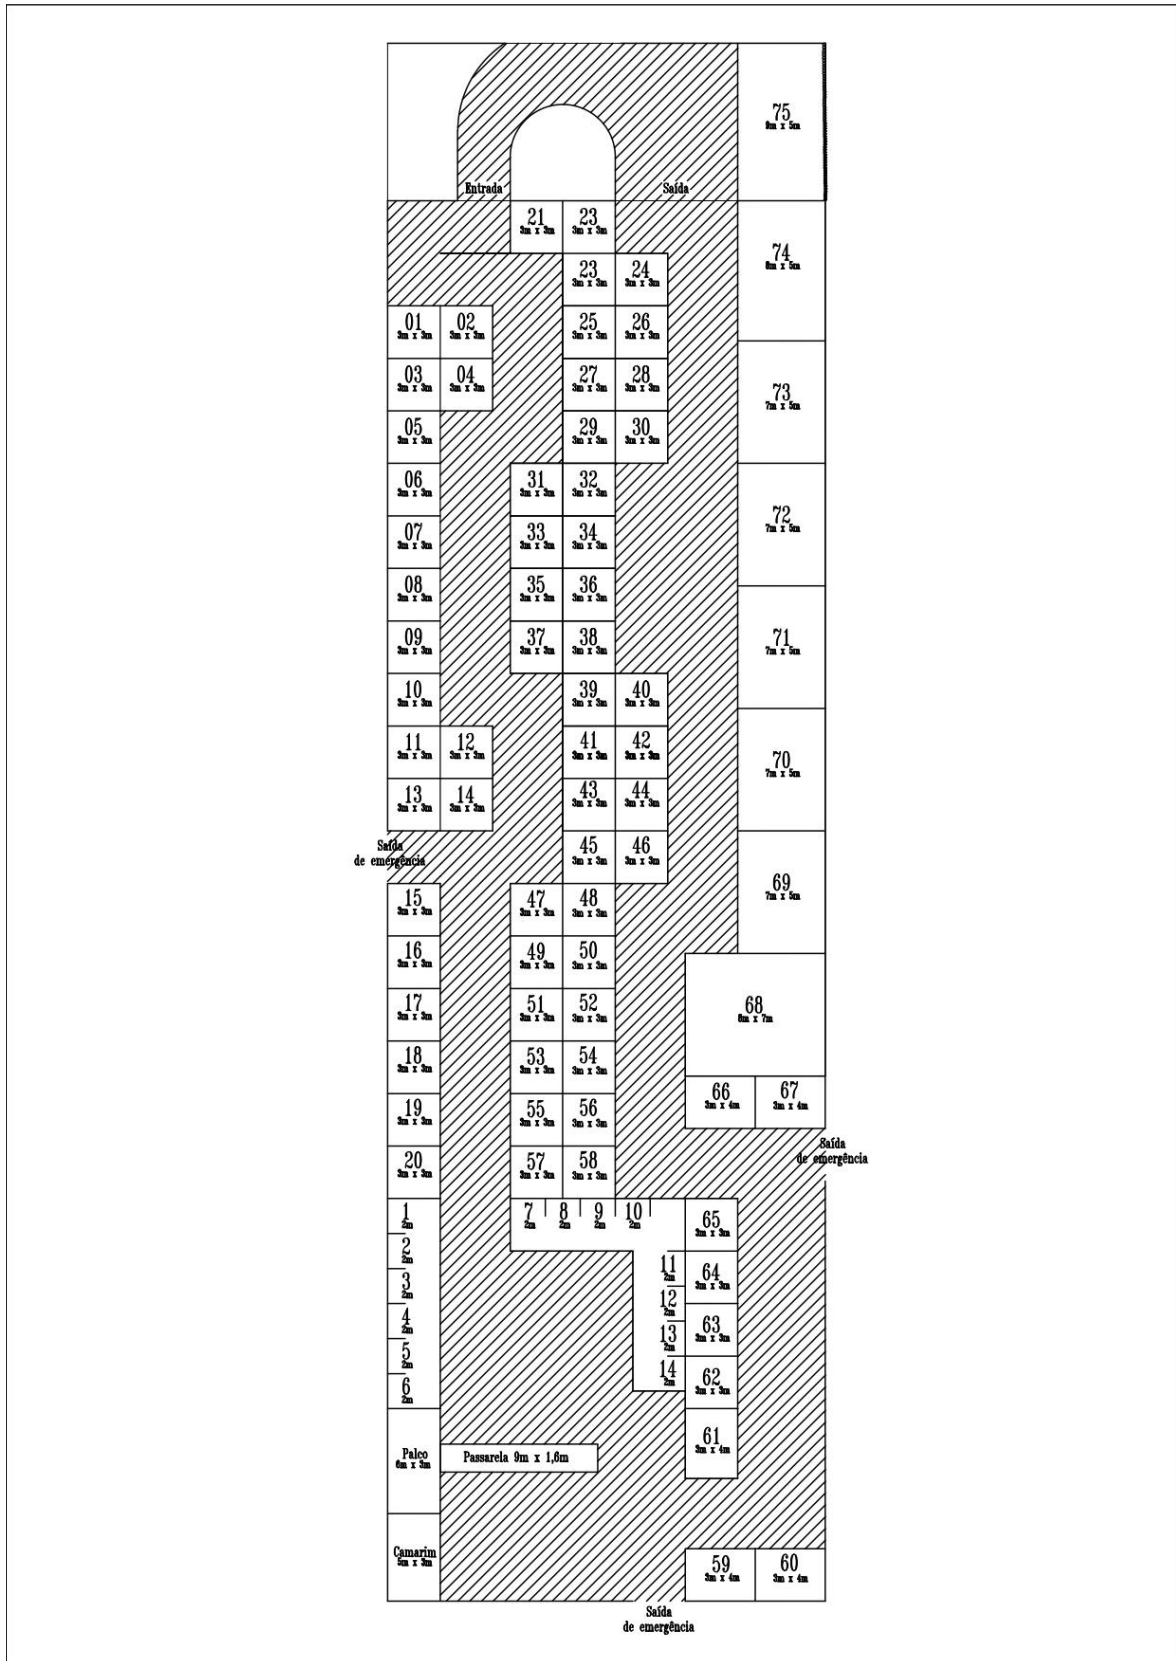 75
9m x 5m
Entrada
Saída
21
3m x 3m
23
3m x 3m
74
8m x 5m
23
3m x 3m
24
3m x 3m
01
3m x 3m
02
3m x 3m
25
3m x 3m
26
3m x 3m
03
3m x 3m
04
3m x 3m
27
3m x 3m
28
3m x 3m
73
7m x 5m
05
3m x 3m
29
3m x 3m
30
3m x 3m
06
3m x 3m
31
3m x 3m
32
3m x 3m
07
3m x 3m
33
3m x 3m
34
3m x 3m
72
7m x 5m
08
3m x 3m
35
3m x 3m
36
3m x 3m
09
3m x 3m
37
3m x 3m
38
3m x 3m
71
7m x 5m
10
3m x 3m
39
3m x 3m
40
3m x 3m
11
3m x 3m
12
3m x 3m
41
3m x 3m
42
3m x 3m
70
7m x 5m
13
3m x 3m
14
3m x 3m
43
3m x 3m
44
3m x 3m
Saída
de emergência
45
3m x 3m
46
3m x 3m
69
7m x 5m
15
3m x 3m
47
3m x 3m
48
3m x 3m
16
3m x 3m
49
3m x 3m
50
3m x 3m
17
3m x 3m
51
3m x 3m
52
3m x 3m
68
8m x 7m
18
3m x 3m
53
3m x 3m
54
3m x 3m
19
3m x 3m
55
3m x 3m
56
3m x 3m
66
3m x 4m
67
3m x 4m
20
3m x 3m
57
3m x 3m
58
3m x 3m
Saída
de emergência
1
2m
7
2m
8
2m
9
2m
10
2m
65
3m x 3m
2
2m
3
2m
11
2m
64
3m x 3m
4
2m
12
2m
13
2m
63
3m x 3m
5
2m
6
2m
14
2m
62
3m x 3m
61
3m x 4m
Palco
6m x 3m
Passarela 9m x 1,6m
Camarim
5m x 3m
59
3m x 4m
60
3m x 4m
Saída
de emergência